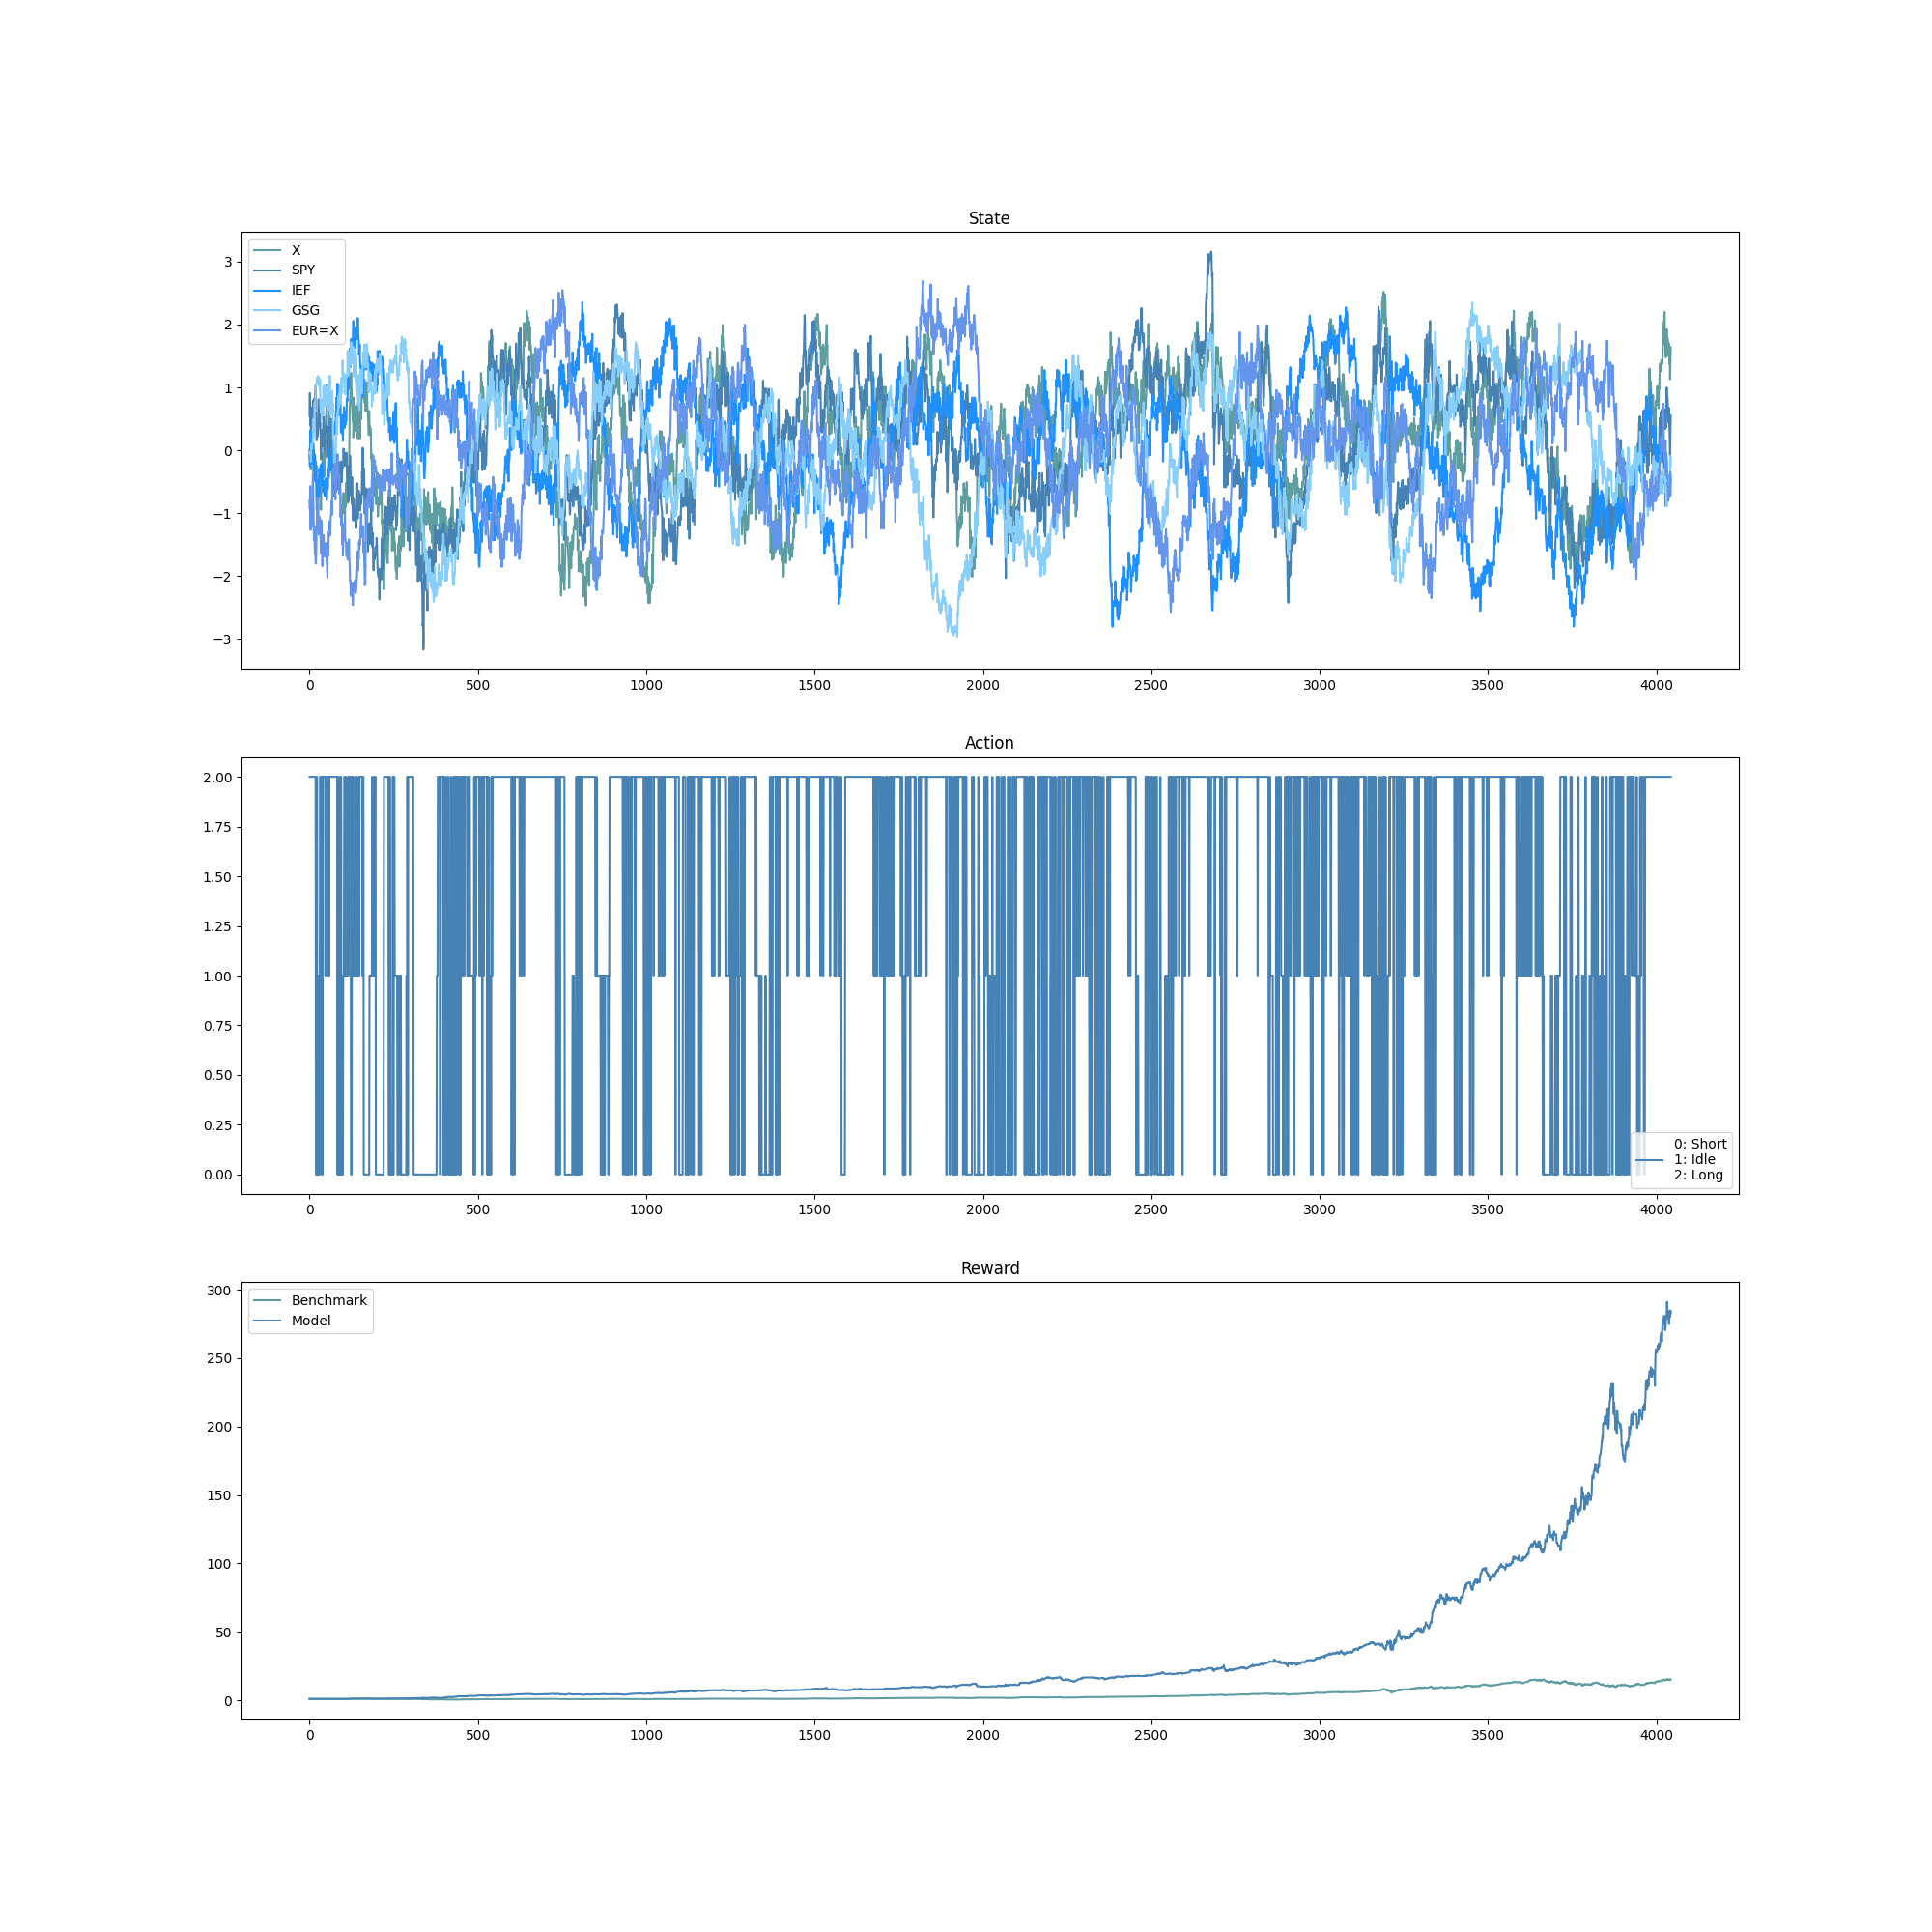 State
X
SPY
IEF
GSG
EUR=X
3
2
1
0
−1
−2
−3
0 500 1000 1500 2000 2500 3000 3500 4000
Action
2.00
1.75
1.50
1.25
1.00
0.75
0.50
0.25
0.00
0: Short
1: Idle
2: Long
0 500 1000 1500 2000 2500 3000 3500 4000
Reward
Benchmark
Model
300
250
200
150
100
50
0
0 500 1000 1500 2000 2500 3000 3500 4000